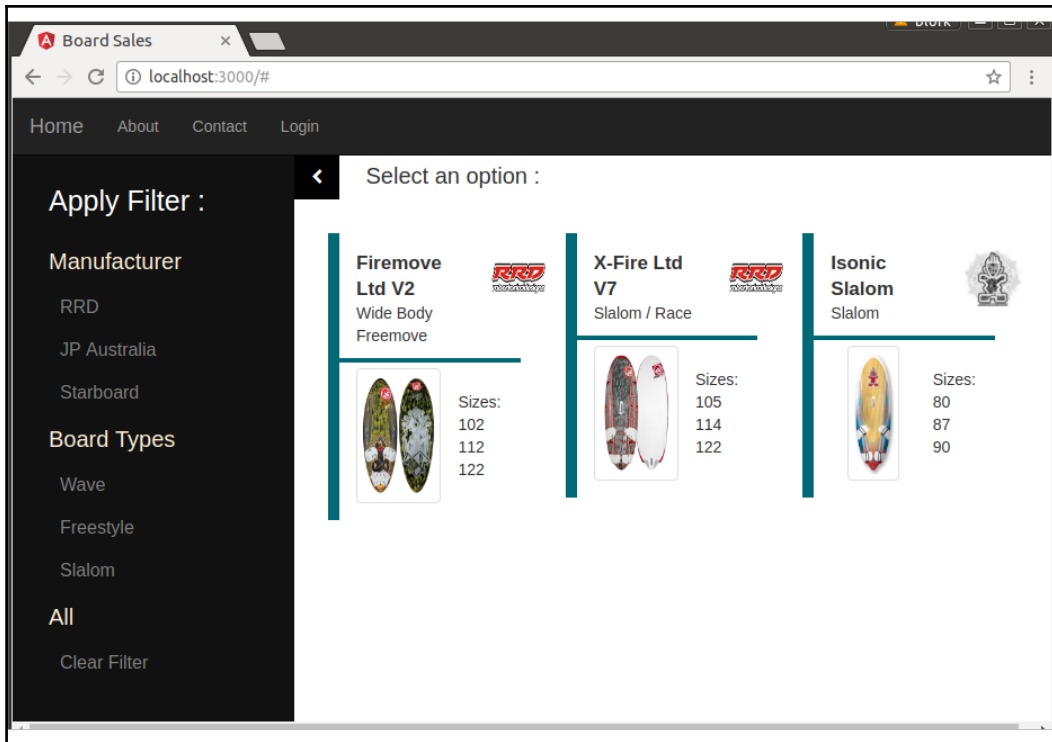 Board Sales
localhost:3000/#
Home About Contact Login
Apply Filter :
Manufacturer
RRD
JP Australia
Starboard
Board Types
Wave
Freestyle
Slalom
All
Clear Filter
Select an option :
Firemove
Ltd V2
Wide Body
Freemove
RRD
Sizes:
102
112
122
X-Fire Ltd
V7
Slalom / Race
RRD
Sizes:
105
114
122
Isonic
Slalom
Slalom
Sizes:
80
87
90